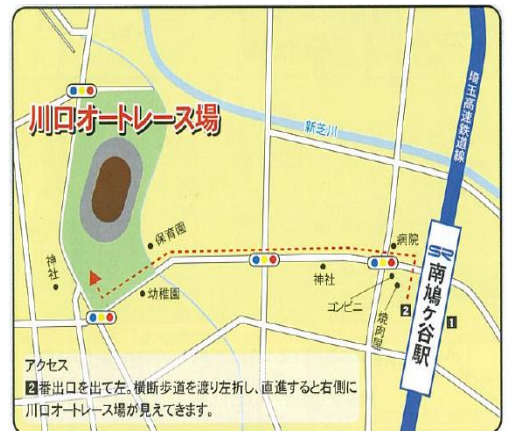 川口オートレース場
新芝川
埼玉高速鉄道線
保育園
病院
神社
幼稚園
神社
コンビニ
焼肉屋
2
SR
南鳩ヶ谷駅
1
アクセス
2番出口を出て左。横断歩道を渡り左折し、直進すると右側に
川口オートレース場が見えてきます。